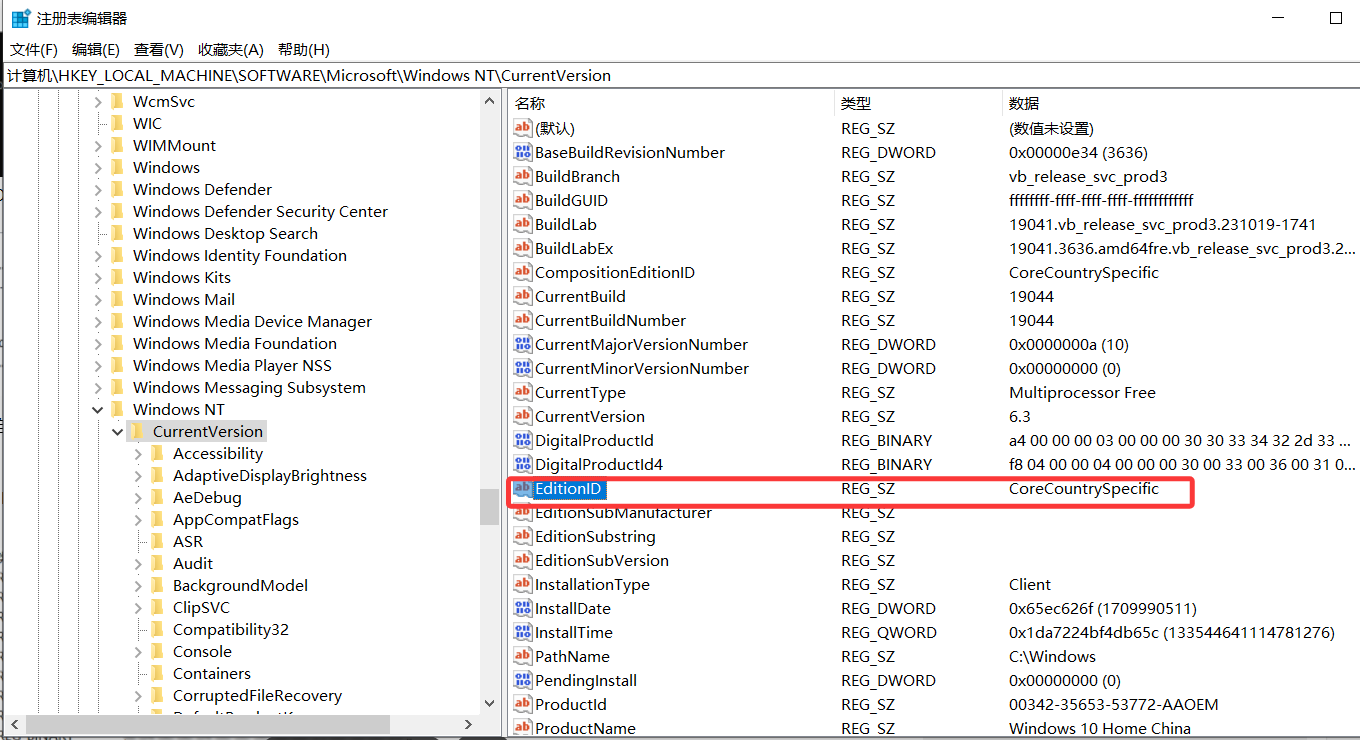 注册表编辑器
文件(F) 编辑(E) 查看(V) 收藏夹(A) 帮助(H)
计算机\HKEY_LOCAL_MACHINE\SOFTWARE\Microsoft\Windows NT\CurrentVersion
WcmSvc
WIC
WIMMount
Windows
Windows Defender
Windows Defender Security Center
Windows Desktop Search
Windows Identity Foundation
Windows Kits
Windows Mail
Windows Media Device Manager
Windows Media Foundation
Windows Media Player NSS
Windows Messaging Subsystem
Windows NT
CurrentVersion
Accessibility
AdaptiveDisplayBrightness
AeDebug
AppCompatFlags
ASR
Audit
BackgroundModel
ClipSVC
Compatibility32
Console
Containers
CorruptedFileRecovery
名称 类型 数据
(默认) REG_SZ (数值未设置)
BaseBuildRevisionNumber REG_DWORD 0x00000e34 (3636)
BuildBranch REG_SZ vb_release_svc_prod3
BuildGUID REG_SZ ffffffff-ffff-ffff-ffff-ffffffffffff
BuildLab REG_SZ 19041.vb_release_svc_prod3.231019-1741
BuildLabEx REG_SZ 19041.3636.amd64fre.vb_release_svc_prod3.2...
CompositionEditionID REG_SZ CoreCountrySpecific
CurrentBuild REG_SZ 19044
CurrentBuildNumber REG_SZ 19044
CurrentMajorVersionNumber REG_DWORD 0x0000000a (10)
CurrentMinorVersionNumber REG_DWORD 0x00000000 (0)
CurrentType REG_SZ Multiprocessor Free
CurrentVersion REG_SZ 6.3
DigitalProductId REG_BINARY a4 00 00 00 03 00 00 00 30 30 33 34 32 2d 33 ...
DigitalProductId4 REG_BINARY f8 04 00 00 04 00 00 00 30 00 33 00 36 00 31 0...
EditionID REG_SZ CoreCountrySpecific
EditionSubManufacturer REG_SZ
EditionSubstring REG_SZ
EditionSubVersion REG_SZ
InstallationType REG_SZ Client
InstallDate REG_DWORD 0x65ec626f (1709990511)
InstallTime REG_QWORD 0x1da7224bf4db65c (133544641114781276)
PathName REG_SZ C:\Windows
PendingInstall REG_DWORD 0x00000000 (0)
ProductId REG_SZ 00342-35653-53772-AAOEM
ProductName REG_SZ Windows 10 Home China